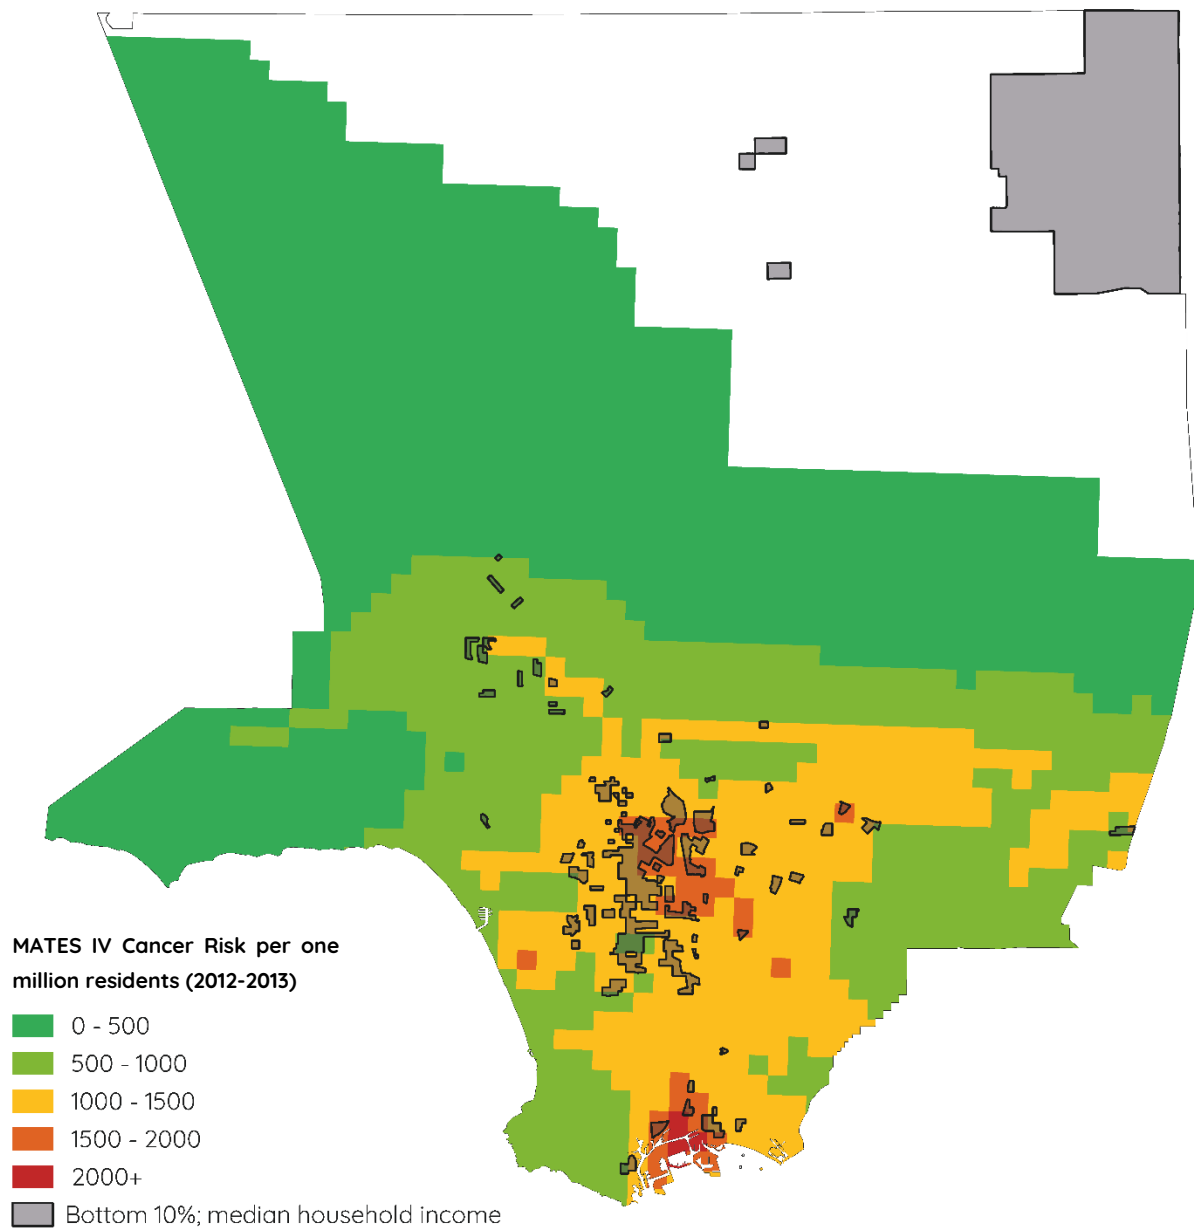 MATES IV Cancer Risk per one
million residents (2012-2013)
0 - 500
500 - 1000
1000 - 1500
1500 - 2000
2000+
Bottom 10%; median household income